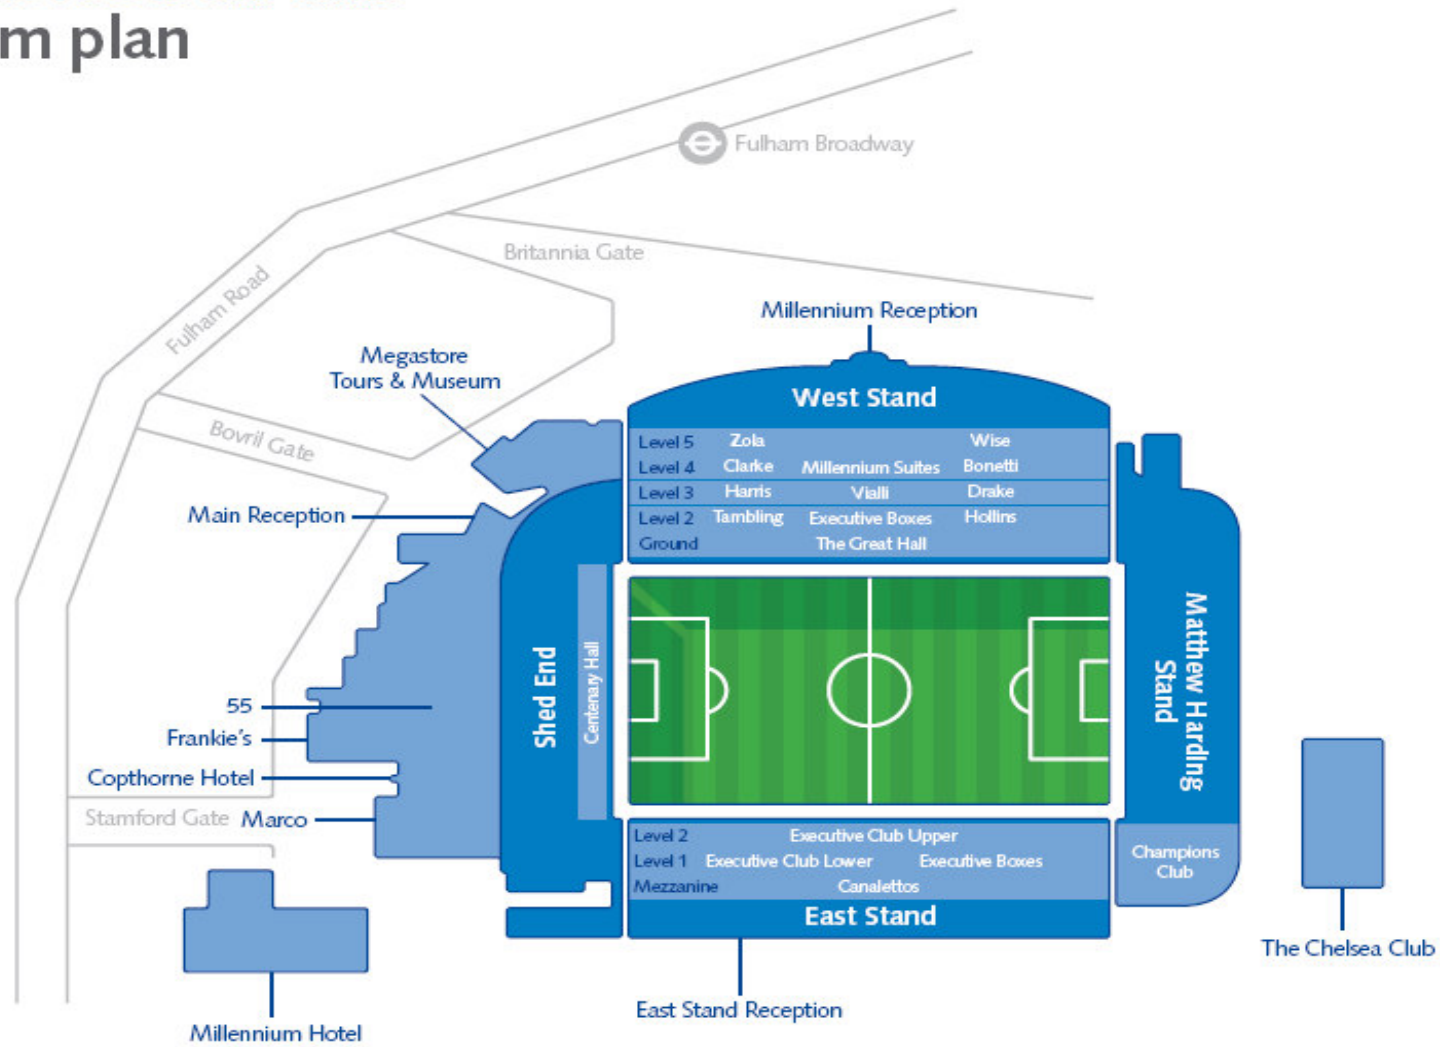 m plan
Fulham Broadway
Britannia Gate
Fulham Road
Millennium Reception
Megastore
Tours & Museum
Bovril Gate
West Stand
Level 5 Zola Wise
Level 4 Clarke Millennium Suites Bonetti
Level 3 Harris Vialli Drake
Level 2 Tambling Executive Boxes Hollins
Ground The Great Hall
Main Reception
Shed End
Centenary Hall
Matthew Harding
Stand
55
Frankie's
Copthorne Hotel
Stamford Gate
Marco
Level 2 Executive Club Upper
Level 1 Executive Club Lower Executive Boxes
Mezzanine Canalettos
East Stand
Champions
Club
The Chelsea Club
East Stand Reception
Millennium Hotel